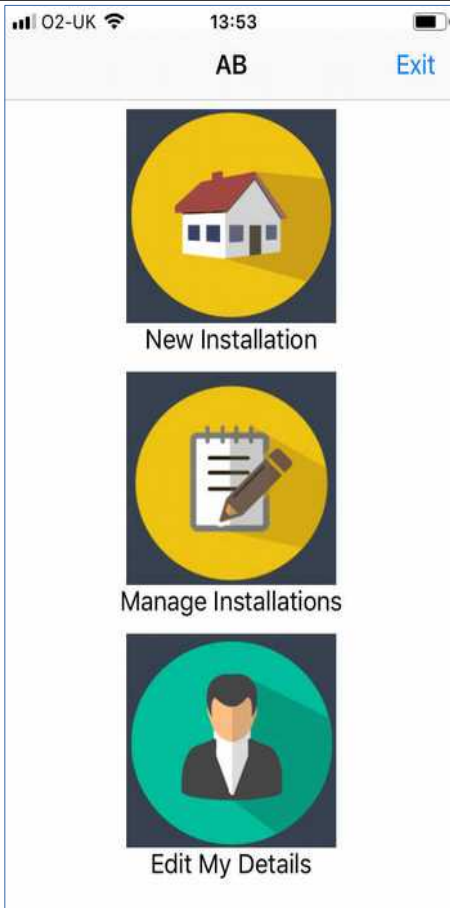 O2-UK 13:53
AB Exit
New Installation
Manage Installations
Edit My Details